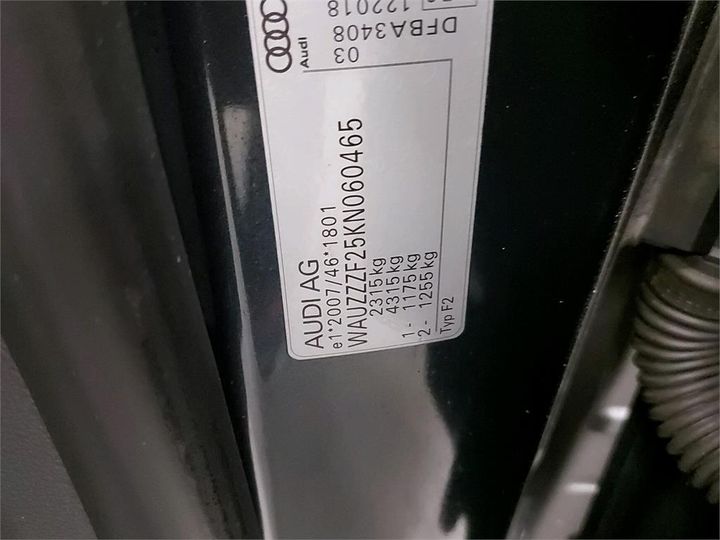 AUDI AG
e1*2007/46*1801
WAUZZZF25KN060465
2315kg
4315kg
1- 1175kg
2- 1255kg
Typ F2
Audi
03
DFBA3408
122018